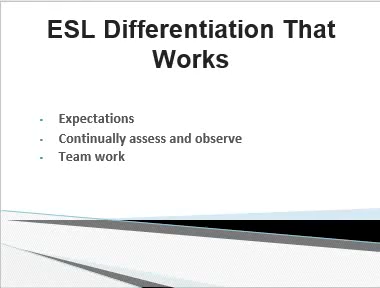 ESL Differentiation That
Works
- Expectations
- Continually assess and observe
- Team work